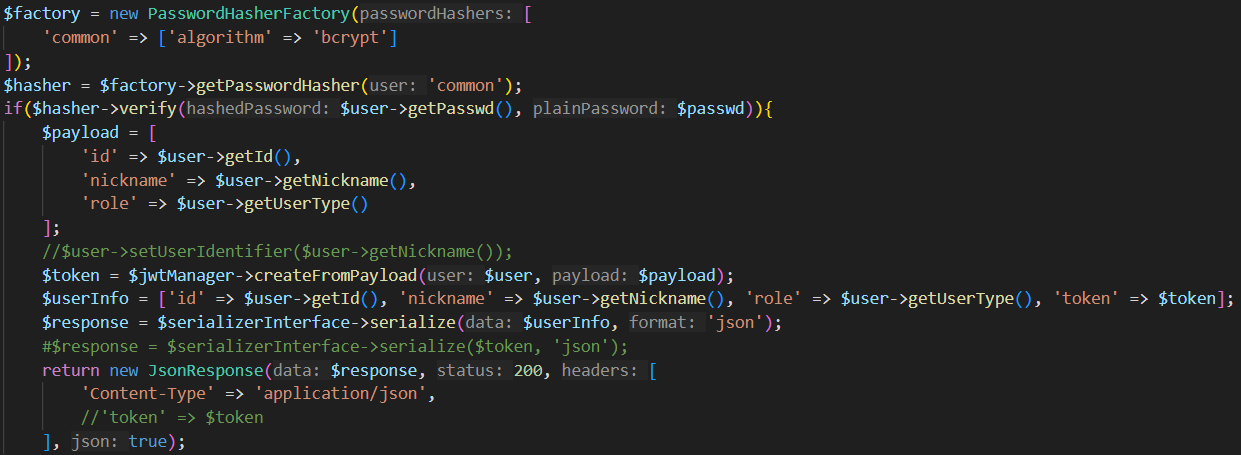 $factory = new PasswordHasherFactory(passwordHashers: [
    'common' => ['algorithm' => 'bcrypt']
]);
$hasher = $factory->getPasswordHasher(user: 'common');
if($hasher->verify(hashedPassword: $user->getPasswd(), plainPassword: $passwd)){
    $payload = [
        'id' => $user->getId(),
        'nickname' => $user->getNickname(),
        'role' => $user->getUserType()
    ];
    //$user->setUserIdentifier($user->getNickname());
    $token = $jwtManager->createFromPayload(user: $user, payload: $payload);
    $userInfo = ['id' => $user->getId(), 'nickname' => $user->getNickname(), 'role' => $user->getUserType(), 'token' => $token];
    $response = $serializerInterface->serialize(data: $userInfo, format: 'json');
    #$response = $serializerInterface->serialize($token, 'json');
    return new JsonResponse(data: $response, status: 200, headers: [
        'Content-Type' => 'application/json',
        //'token' => $token
    ], json: true);